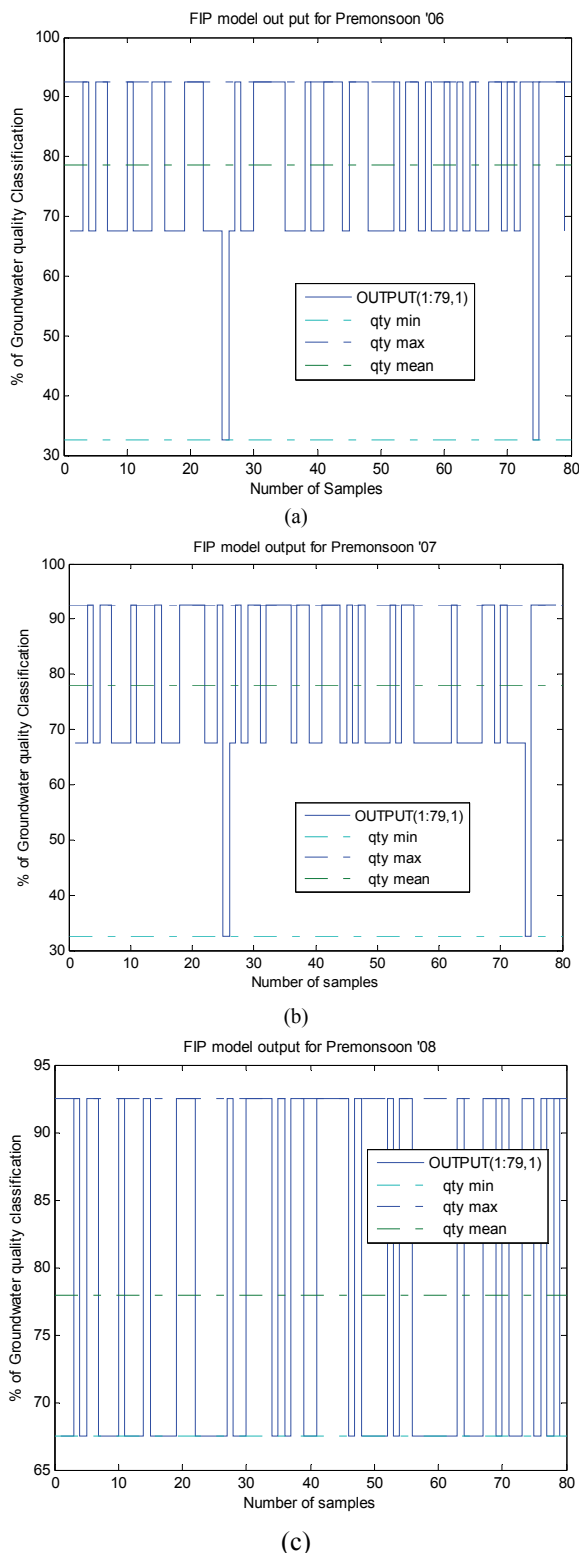 FIP model out put for Premonsoon '06
100
90
80
70
60
50
40
30
% of Groundwater quality Classification
OUTPUT(1:79,1)
qty min
qty max
qty mean
0 10 20 30 40 50 60 70 80
Number of Samples
(a)
FIP model output for Premonsoon '07
100
90
80
70
60
50
40
30
% of Groundwater quality Classification
OUTPUT(1:79,1)
qty min
qty max
qty mean
0 10 20 30 40 50 60 70 80
Number of samples
(b)
FIP model output for Premonsoon '08
95
90
85
80
75
70
65
% of Groundwater quality classification
OUTPUT(1:79,1)
qty min
qty max
qty mean
0 10 20 30 40 50 60 70 80
Number of samples
(c)